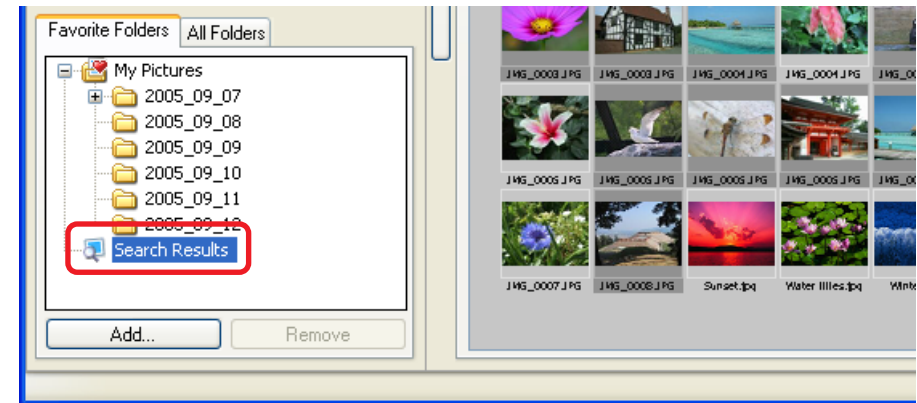 Favorite Folders
All Folders
My Pictures
2005_09_07
2005_09_08
2005_09_09
2005_09_10
2005_09_11
2005_09_12
Search Results
Add...
Remove
IMG_0003.JPG IMG_0003.JPG IMG_0004.JPG IMG_0004.JPG
IMG_0005.JPG IMG_0005.JPG IMG_0005.JPG IMG_0005.JPG
IMG_0007.JPG IMG_0008.JPG Sunset.jpg Water lilies.jpg